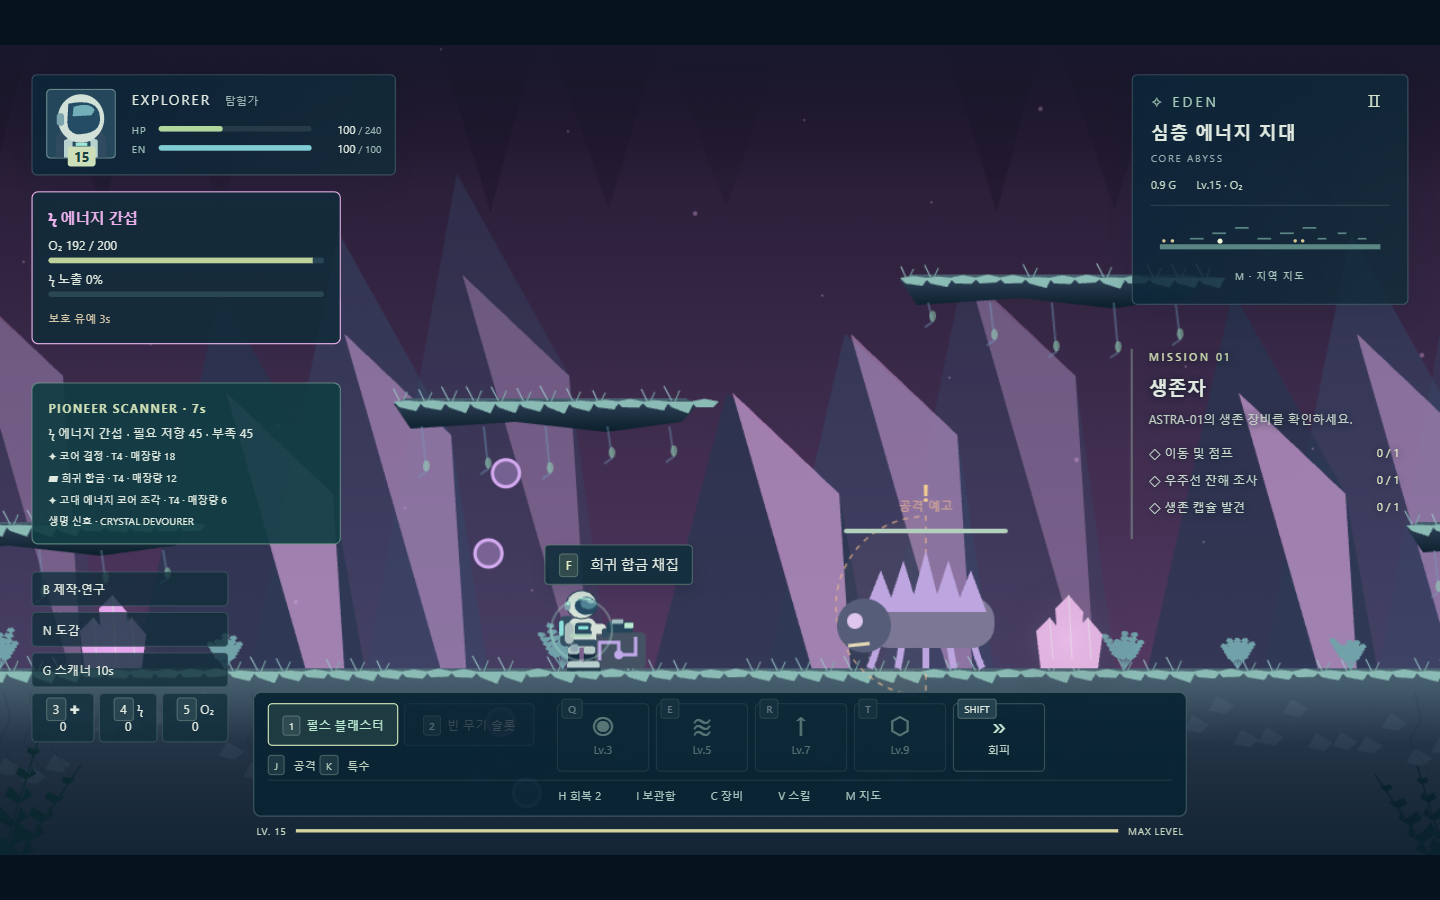 EXPLORER 탐험가
HP 100 / 240
EN 100 / 100
15
에너지 간섭
O₂ 192 / 200
노출 0%
보호 유예 3s
PIONEER SCANNER · 7s
에너지 간섭 · 필요 저항 45 · 부족 45
코어 결정 · T4 · 매장량 18
희귀 합금 · T4 · 매장량 12
고대 에너지 코어 조각 · T4 · 매장량 6
생명 신호 · CRYSTAL DEVOURER
B 제작·연구
N 도감
G 스캐너 10s
3 4 5 O₂
0 0 0
F 희귀 합금 채집
!
공격 예고
EDEN
심층 에너지 지대
CORE ABYSS
0.9 G Lv.15 · O₂
M · 지역 지도
MISSION 01
생존자
ASTRA-01의 생존 장비를 확인하세요.
이동 및 점프 0 / 1
우주선 잔해 조사 0 / 1
생존 캡슐 발견 0 / 1
1 펄스 블래스터
2 빈 무기 슬롯
J 공격 K 특수
Q E R T SHIFT
Lv.3 Lv.5 Lv.7 Lv.9 회피
H 회복 2 I 보관함 C 장비 V 스킬 M 지도
LV. 15 MAX LEVEL